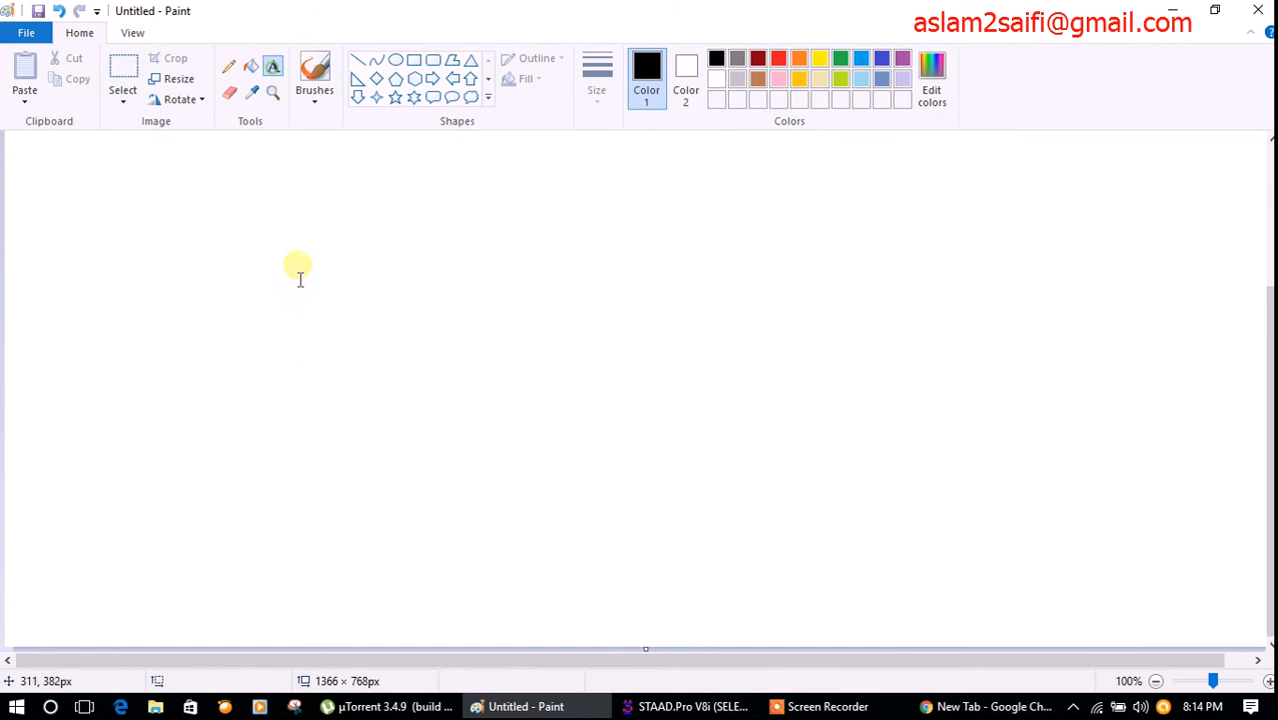 Untitled - Paint
aslam2saifi@gmail.com
File
Home
View
Paste
Cut
Copy
Clipboard
Select
Crop
Resize
Rotate
Image
Tools
Brushes
Outline
Fill
Shapes
Size
Color 1
Color 2
Edit colors
Colors
311, 382px
1366 × 768px
100%
µTorrent 3.4.9 (build ...
Untitled - Paint
STAAD.Pro V8i (SELE...
Screen Recorder
New Tab - Google Ch...
8:14 PM